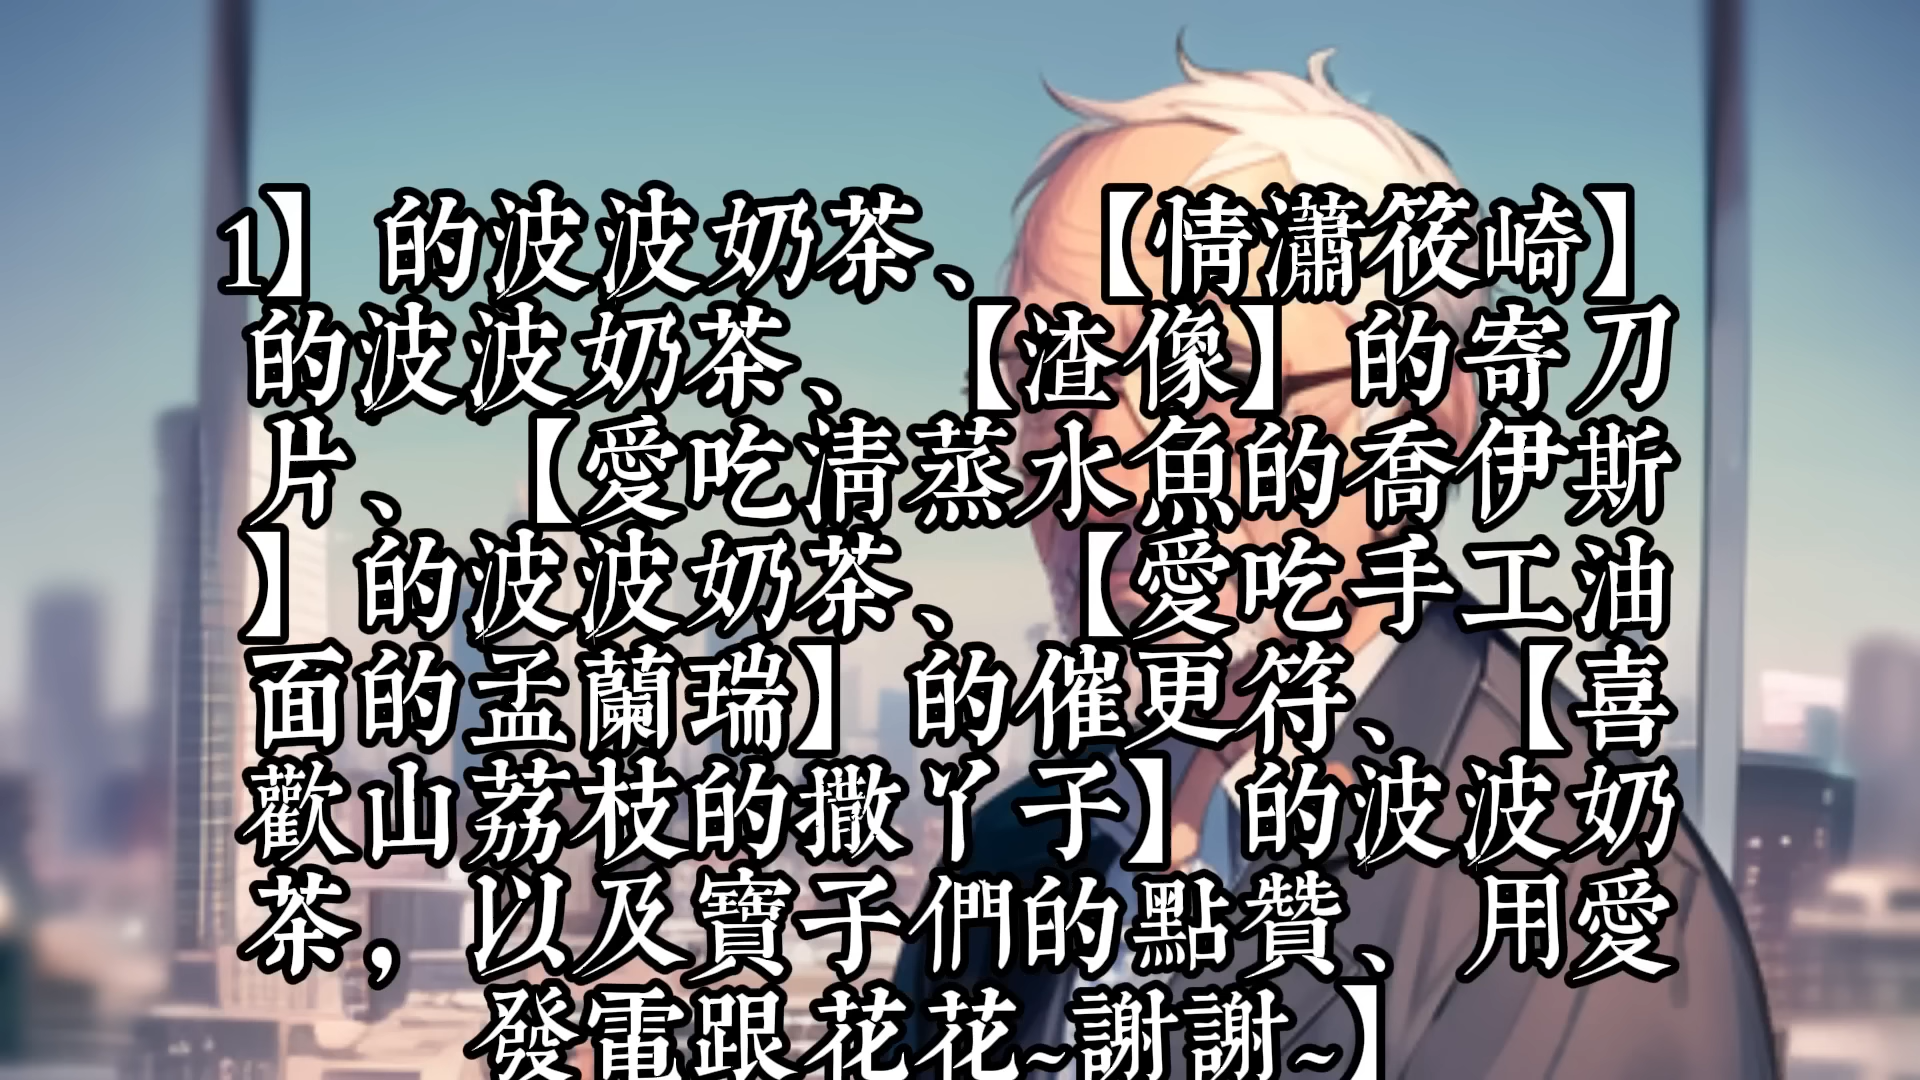 1】的波波奶茶、【情瀟筱崎】
的波波奶茶、【渣像】的寄刀
片、【愛吃清蒸水魚的喬伊斯
】的波波奶茶、【愛吃手工油
面的孟蘭瑞】的催更符、【喜
歡山荔枝的撒丫子】的波波奶
茶，以及寶子們的點贊、用愛
發電跟花花~謝謝~】